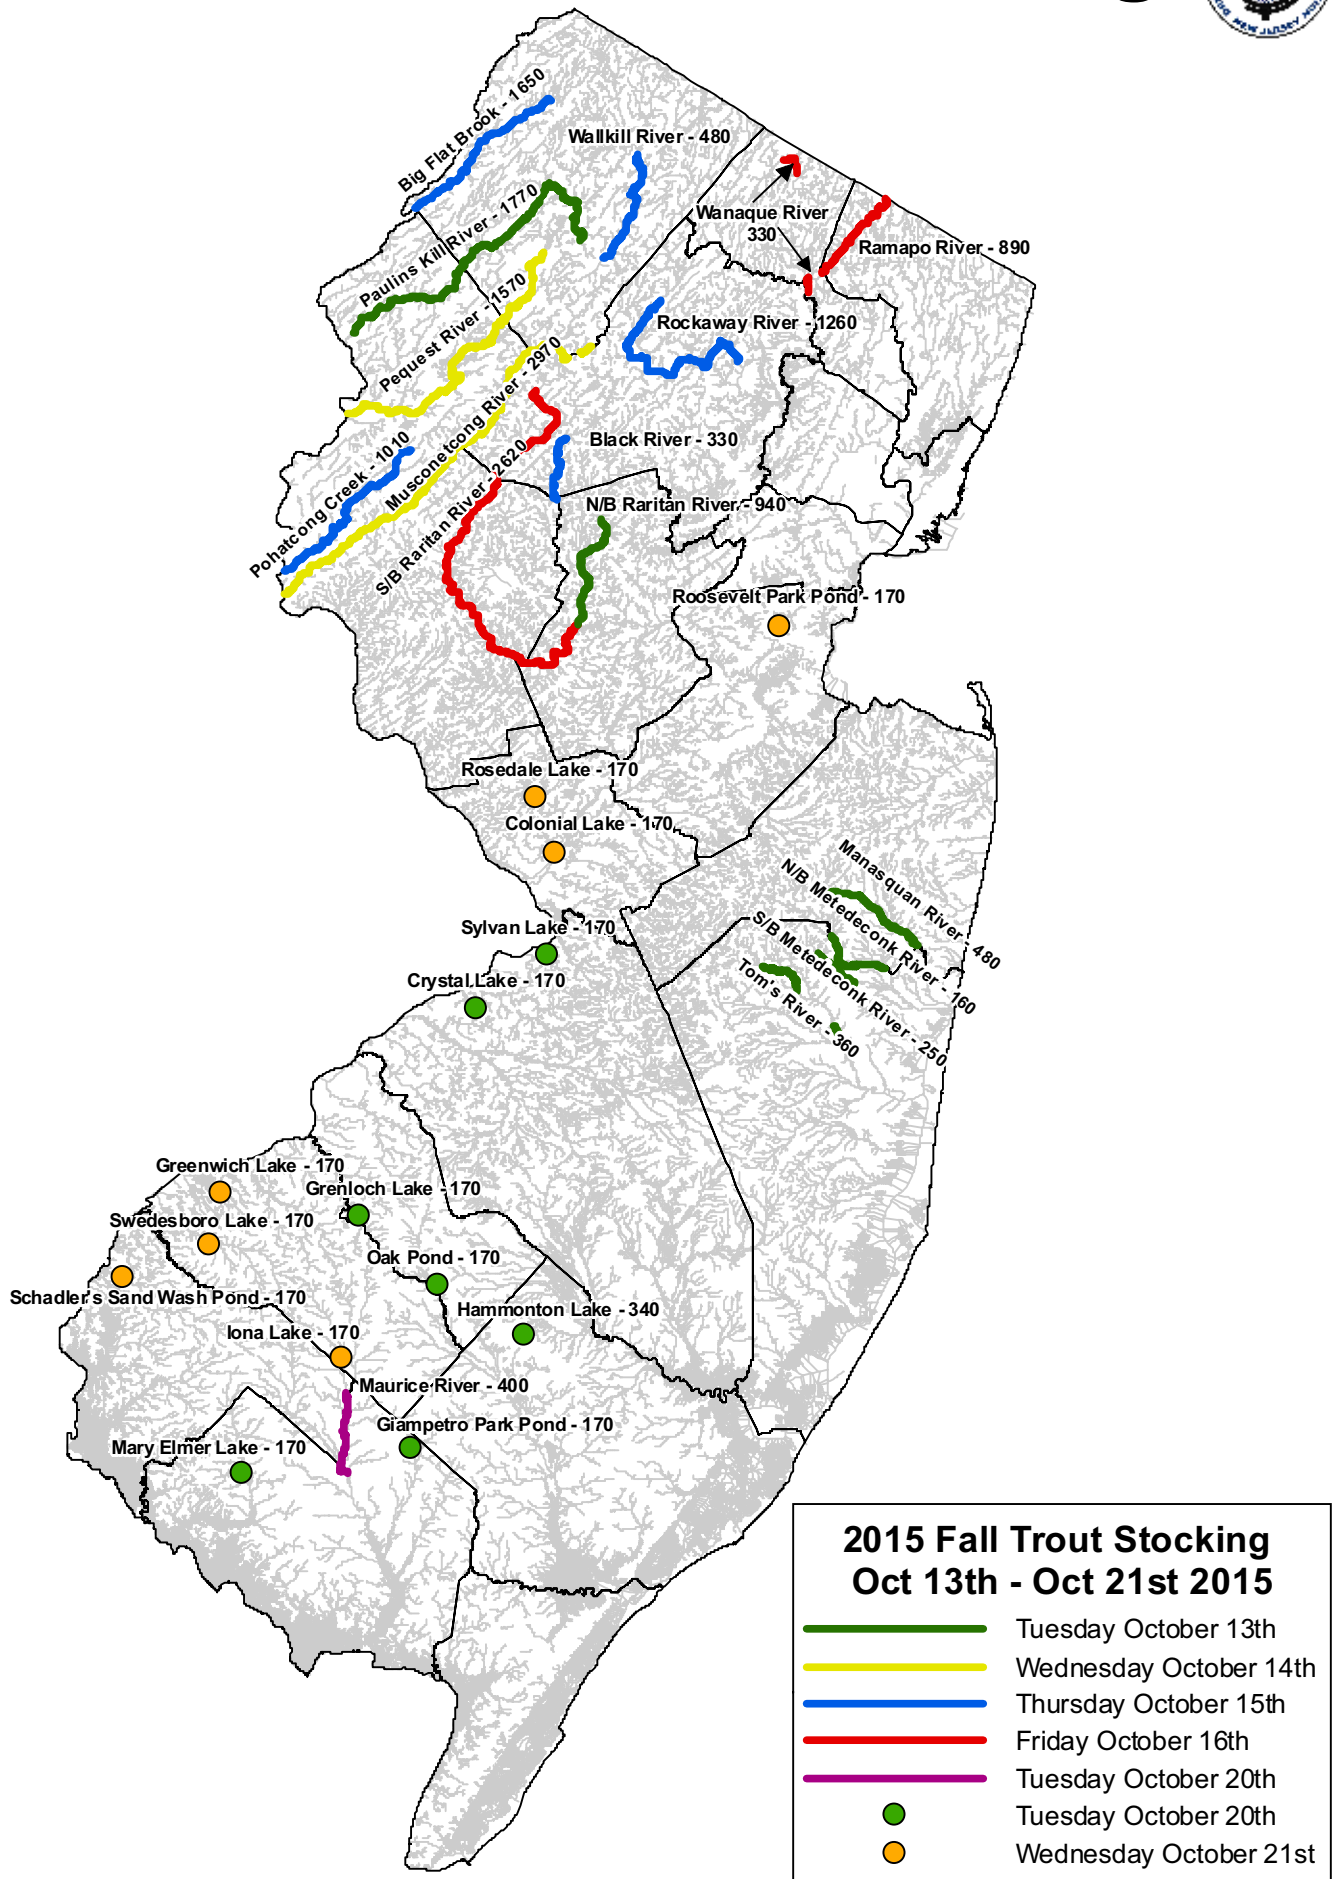 NEW JERSEY
Big Flat Brook - 1650
Wallkill River - 480
Paulins Kill River - 1770
Wanaque River
330
Ramapo River - 890
Pequest River - 1570
Rockaway River - 1260
Musconetcong River - 2970
Black River - 330
Pohatcong Creek - 1010
S/B Raritan River - 2620
N/B Raritan River - 940
Roosevelt Park Pond - 170
Rosedale Lake - 170
Colonial Lake - 170
Manasquan River - 480
N/B Metedeconk River - 160
S/B Metedeconk River - 250
Tom's River - 360
Sylvan Lake - 170
Crystal Lake - 170
Greenwich Lake - 170
Grenloch Lake - 170
Swedesboro Lake - 170
Oak Pond - 170
Schadler's Sand Wash Pond - 170
Hammonton Lake - 340
Iona Lake - 170
Maurice River - 400
Giampetro Park Pond - 170
Mary Elmer Lake - 170
2015 Fall Trout Stocking
Oct 13th - Oct 21st 2015
Tuesday October 13th
Wednesday October 14th
Thursday October 15th
Friday October 16th
Tuesday October 20th
Tuesday October 20th
Wednesday October 21st